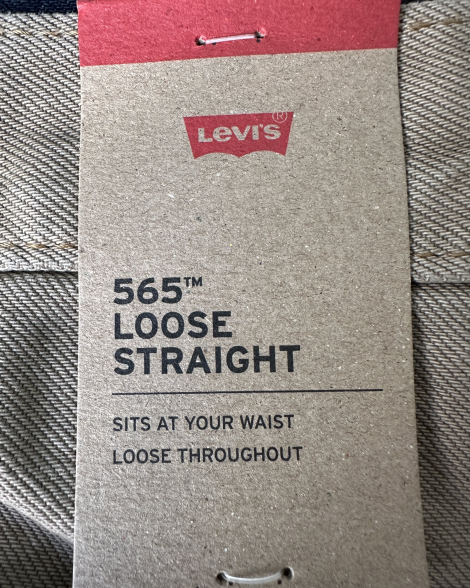 Levi's®
565™
LOOSE
STRAIGHT
SITS AT YOUR WAIST
LOOSE THROUGHOUT